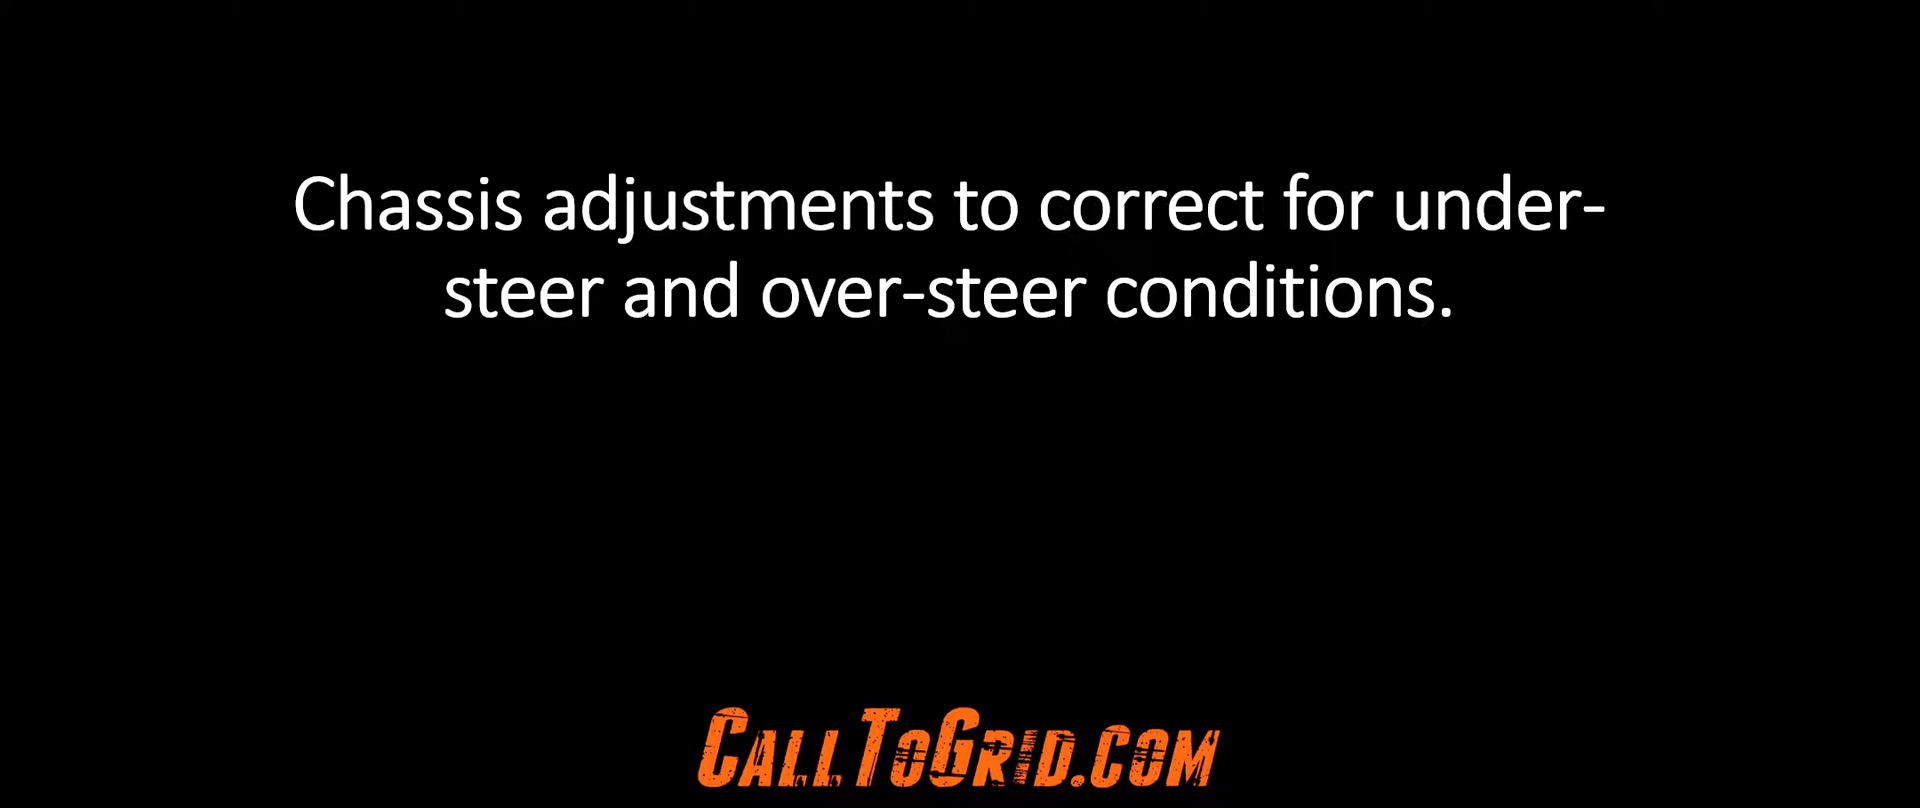 Chassis adjustments to correct for under-
steer and over-steer conditions.
CallToGrid.com